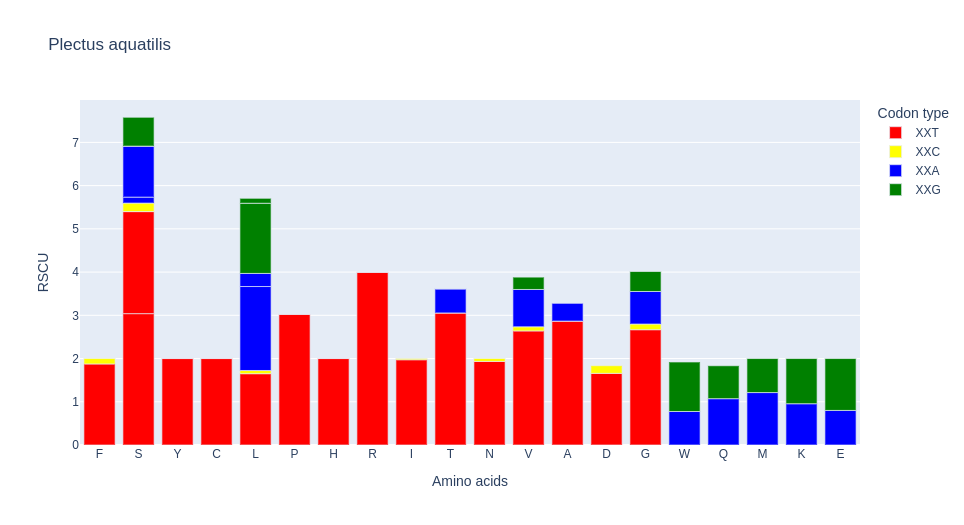 Plectus aquatilis
Codon type
XXT
XXC
XXA
XXG
RSCU
7
6
5
4
3
2
1
0
F S Y C L P H R I T N V A D G W Q M K E
Amino acids